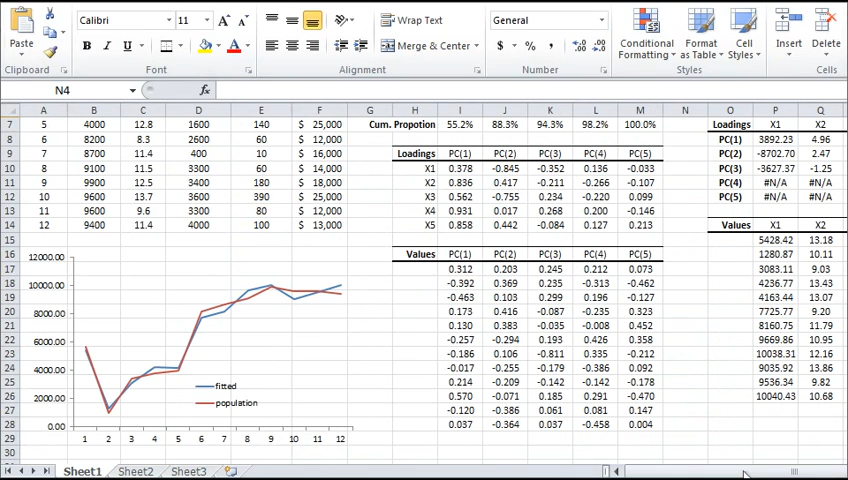 Calibri 11 A A Wrap Text General
Paste B I U A Merge & Center $ % , Conditional Formatting Format as Table Cell Styles Insert Delete
Clipboard Font Alignment Number Styles Cells
N4 fx
A B C D E F G H I J K L M N O P Q
7 5 4000 12.8 1600 140 $ 25,000 Cum. Propotion 55.2% 88.3% 94.3% 98.2% 100.0% Loadings X1 X2
8 6 8200 8.3 2600 60 $ 12,000 PC(1) 3892.23 4.96
9 7 11400 11.4 400 10 $ 16,000 Loadings PC(1) PC(2) PC(3) PC(4) PC(5) PC(2) -8702.70 2.47
10 8 9100 11.5 3300 60 $ 14,000 X1 0.378 -0.845 -0.352 0.136 -0.033 PC(3) -3627.37 -1.25
11 9 9900 12.5 3400 180 $ 18,000 X2 0.836 0.417 -0.211 -0.266 -0.107 PC(4) #N/A #N/A
12 10 9600 13.7 3600 390 $ 25,000 X3 0.562 -0.755 0.234 -0.220 0.099 PC(5) #N/A #N/A
13 11 9600 9.6 3300 80 $ 12,000 X4 0.931 0.017 0.268 0.200 -0.146
14 12 9400 11.4 4000 100 $ 13,000 X5 0.858 0.442 -0.084 0.127 0.213 Values X1 X2
15 5428.42 13.18
16 Values PC(1) PC(2) PC(3) PC(4) PC(5) 1280.87 10.11
17 0.312 0.203 0.245 0.212 0.073 3083.11 9.03
18 -0.392 0.369 0.235 -0.313 -0.462 4236.77 13.43
19 -0.463 0.103 0.299 0.196 -0.127 4163.44 13.07
20 0.173 0.416 -0.087 -0.235 0.323 7725.77 9.20
21 0.130 0.383 -0.035 -0.008 0.452 8160.75 11.79
22 -0.257 -0.294 0.193 0.426 0.358 9669.86 10.95
23 -0.186 0.106 -0.811 0.335 -0.212 10038.31 12.16
24 -0.017 -0.255 -0.179 -0.386 0.092 9035.92 13.86
25 0.214 -0.209 -0.142 -0.142 -0.178 9536.34 9.82
26 0.570 -0.071 0.185 0.291 -0.470 10040.43 10.68
27 -0.120 -0.386 0.061 0.081 0.147
28 0.037 -0.364 0.037 -0.458 0.004
29
30
12000.00
10000.00
8000.00
6000.00
4000.00
2000.00
0.00
fitted
population
1 2 3 4 5 6 7 8 9 10 11 12
Sheet1 Sheet2 Sheet3